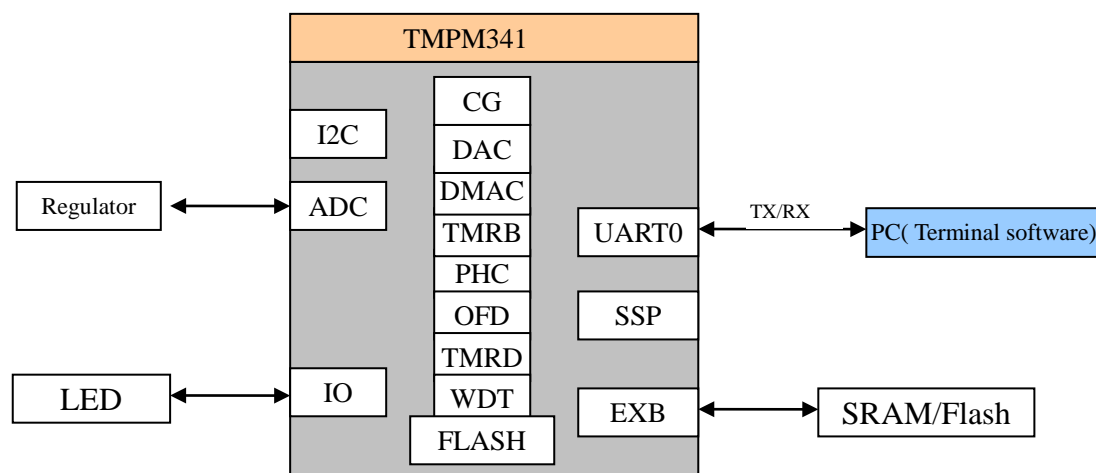 TMPM341
CG
I2C
DAC
DMAC
Regulator
ADC
TMRB
UART0
TX/RX
PC( Terminal software)
PHC
OFD
SSP
TMRD
LED
IO
WDT
EXB
SRAM/Flash
FLASH